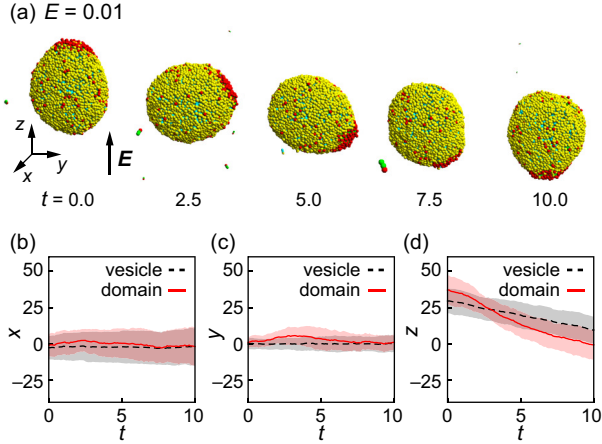 (a) E = 0.01
z
y
x
E
t = 0.0 2.5 5.0 7.5 10.0
(b) (c) (d)
50 vesicle 50 vesicle 50 vesicle
domain domain domain
25 25 25
x y z
0 0 0
−25 −25 −25
0 5 10 0 5 10 0 5 10
t t t